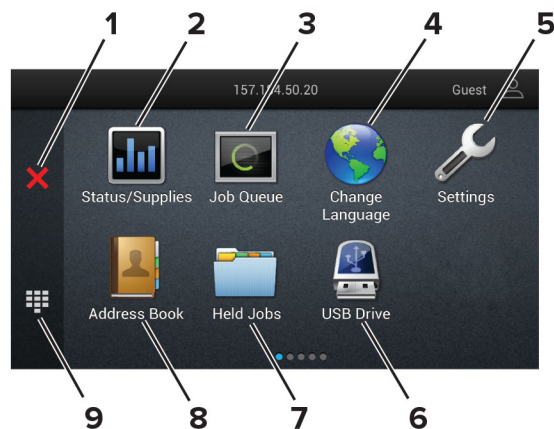 1 2 3 4 5
157.184.50.20 Guest
Status/Supplies Job Queue Change Language Settings
Address Book Held Jobs USB Drive
9 8 7 6